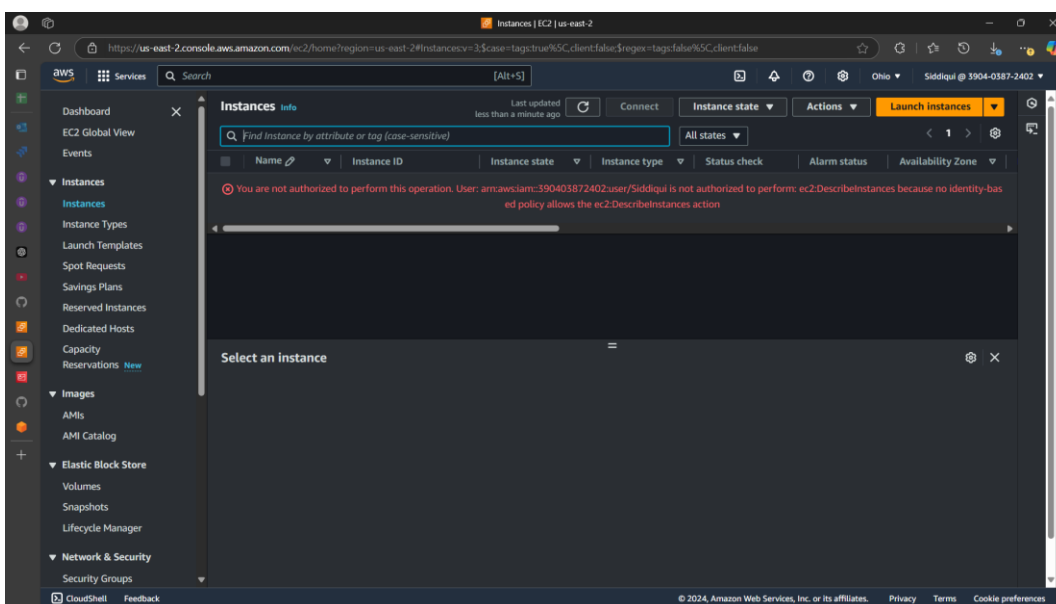 Instances | EC2 | us-east-2
https://us-east-2.console.aws.amazon.com/ec2/home?region=us-east-2#Instances:v=3;$case=tags:true%5C,client:false;$regex=tags:false%5C,client:false
aws Services Search [Alt+S] Ohio ▼ Siddiqui @ 3904-0387-2402 ▼
Dashboard
EC2 Global View
Events
Instances
Instances
Instance Types
Launch Templates
Spot Requests
Savings Plans
Reserved Instances
Dedicated Hosts
Capacity
Reservations New
Images
AMIs
AMI Catalog
Elastic Block Store
Volumes
Snapshots
Lifecycle Manager
Network & Security
Security Groups
Instances Info
Last updated
less than a minute ago
Connect Instance state ▼ Actions ▼ Launch instances ▼
Find Instance by attribute or tag (case-sensitive) All states ▼ < 1 >
Name Instance ID Instance state Instance type Status check Alarm status Availability Zone
You are not authorized to perform this operation. User: arn:aws:iam::390403872402:user/Siddiqui is not authorized to perform: ec2:DescribeInstances because no identity-bas
ed policy allows the ec2:DescribeInstances action
Select an instance
CloudShell Feedback © 2024, Amazon Web Services, Inc. or its affiliates. Privacy Terms Cookie preferences